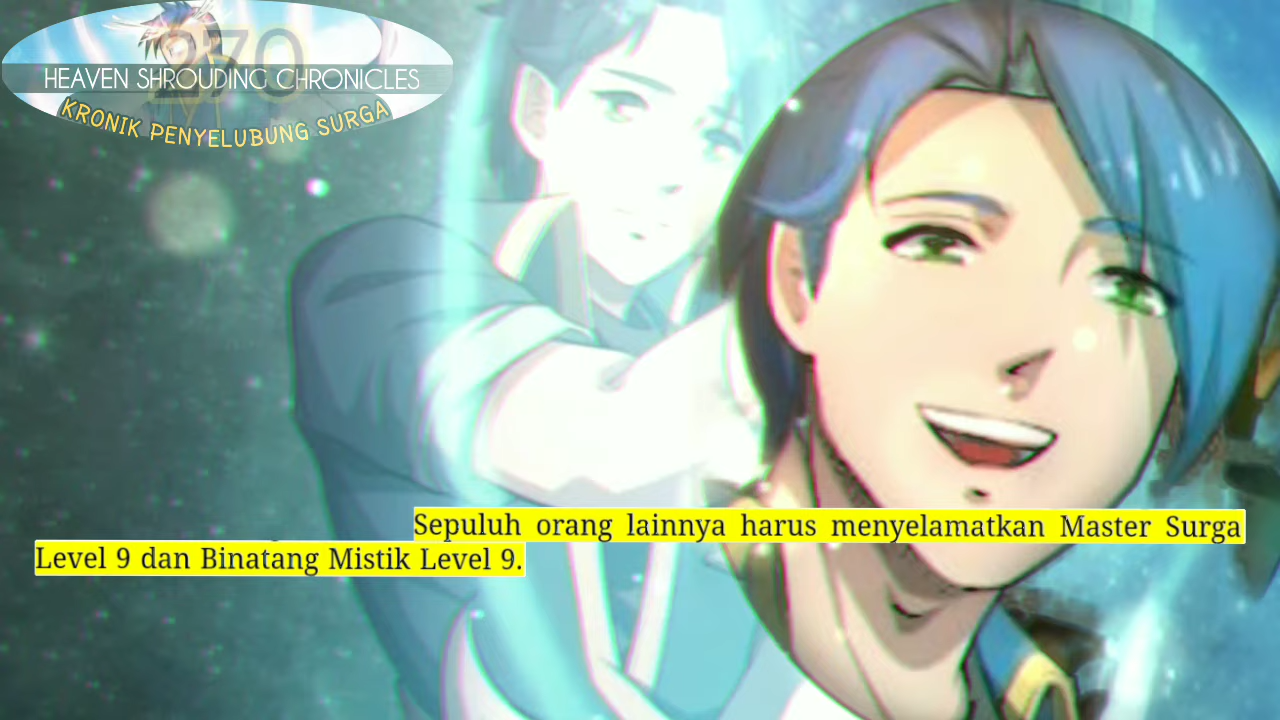 270
HEAVEN SHROUDING CHRONICLES
KRONIK PENYELUBUNG SURGA
Sepuluh orang lainnya harus menyelamatkan Master Surga
Level 9 dan Binatang Mistik Level 9.